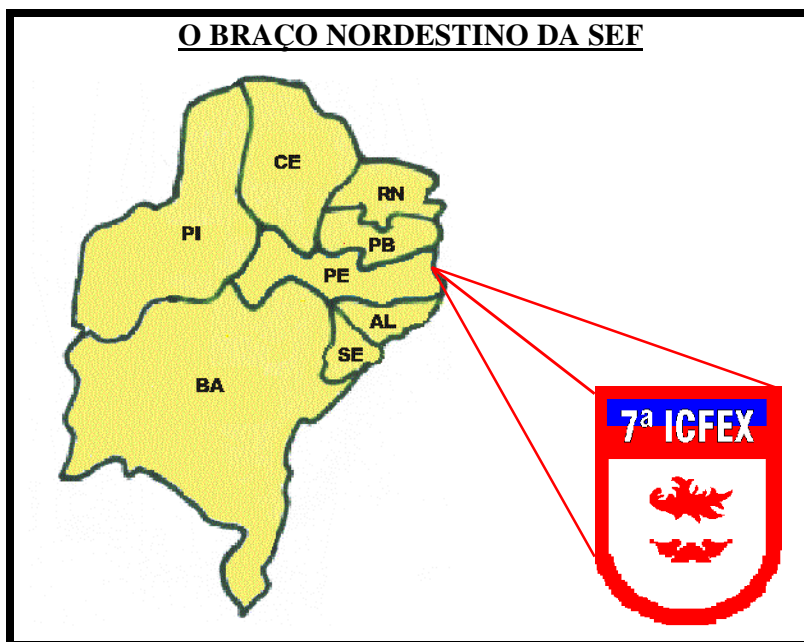 O BRAÇO NORDESTINO DA SEF
CE
RN
PI
PB
PE
AL
SE
BA
7ª ICFEX